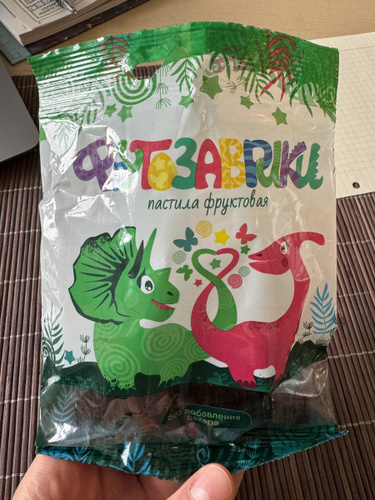 ФРУТОЗАВРИКИ
пастила фруктовая
без добавления
сахара